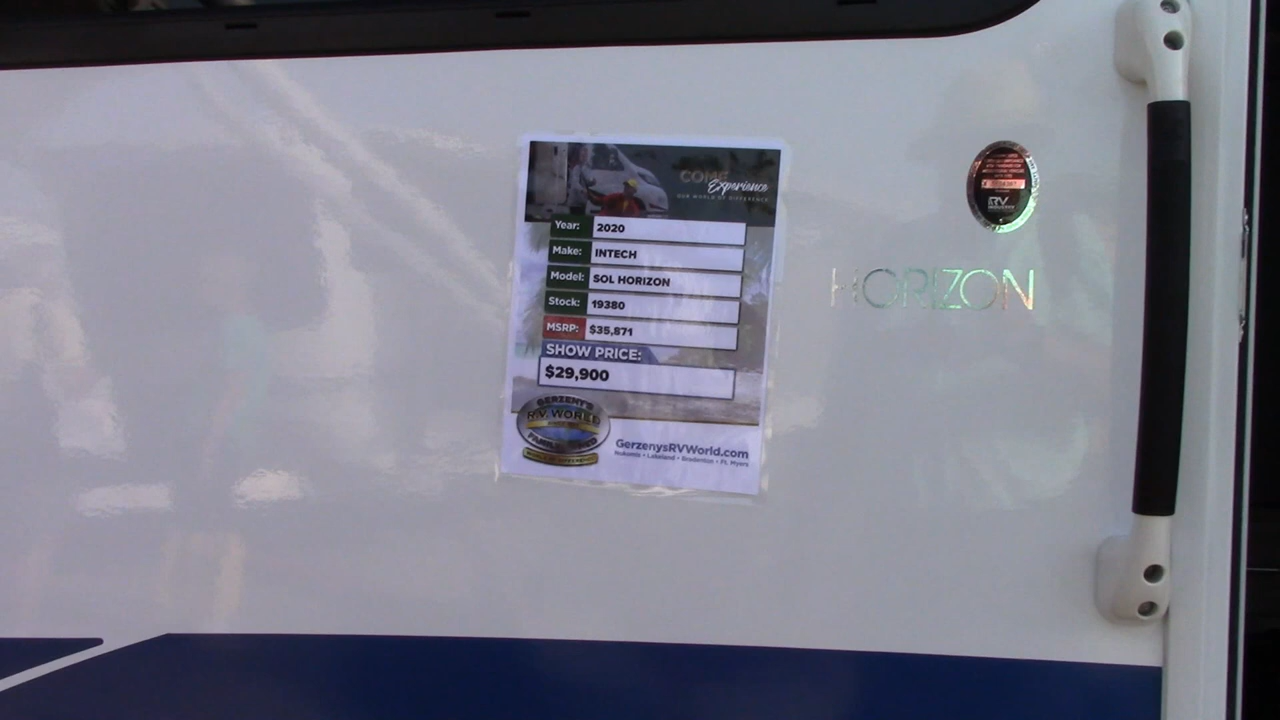 COME
Experience
OUR WORLD OF DIFFERENCE
Year: 2020
Make: INTECH
Model: SOL HORIZON
Stock: 19380
MSRP: $35,871
SHOW PRICE:
$29,900
GERZENY'S
R.V. WORLD
GerzenysRVWorld.com
Nokomis • Lakeland • Bradenton • Ft. Myers
RV
HORIZON